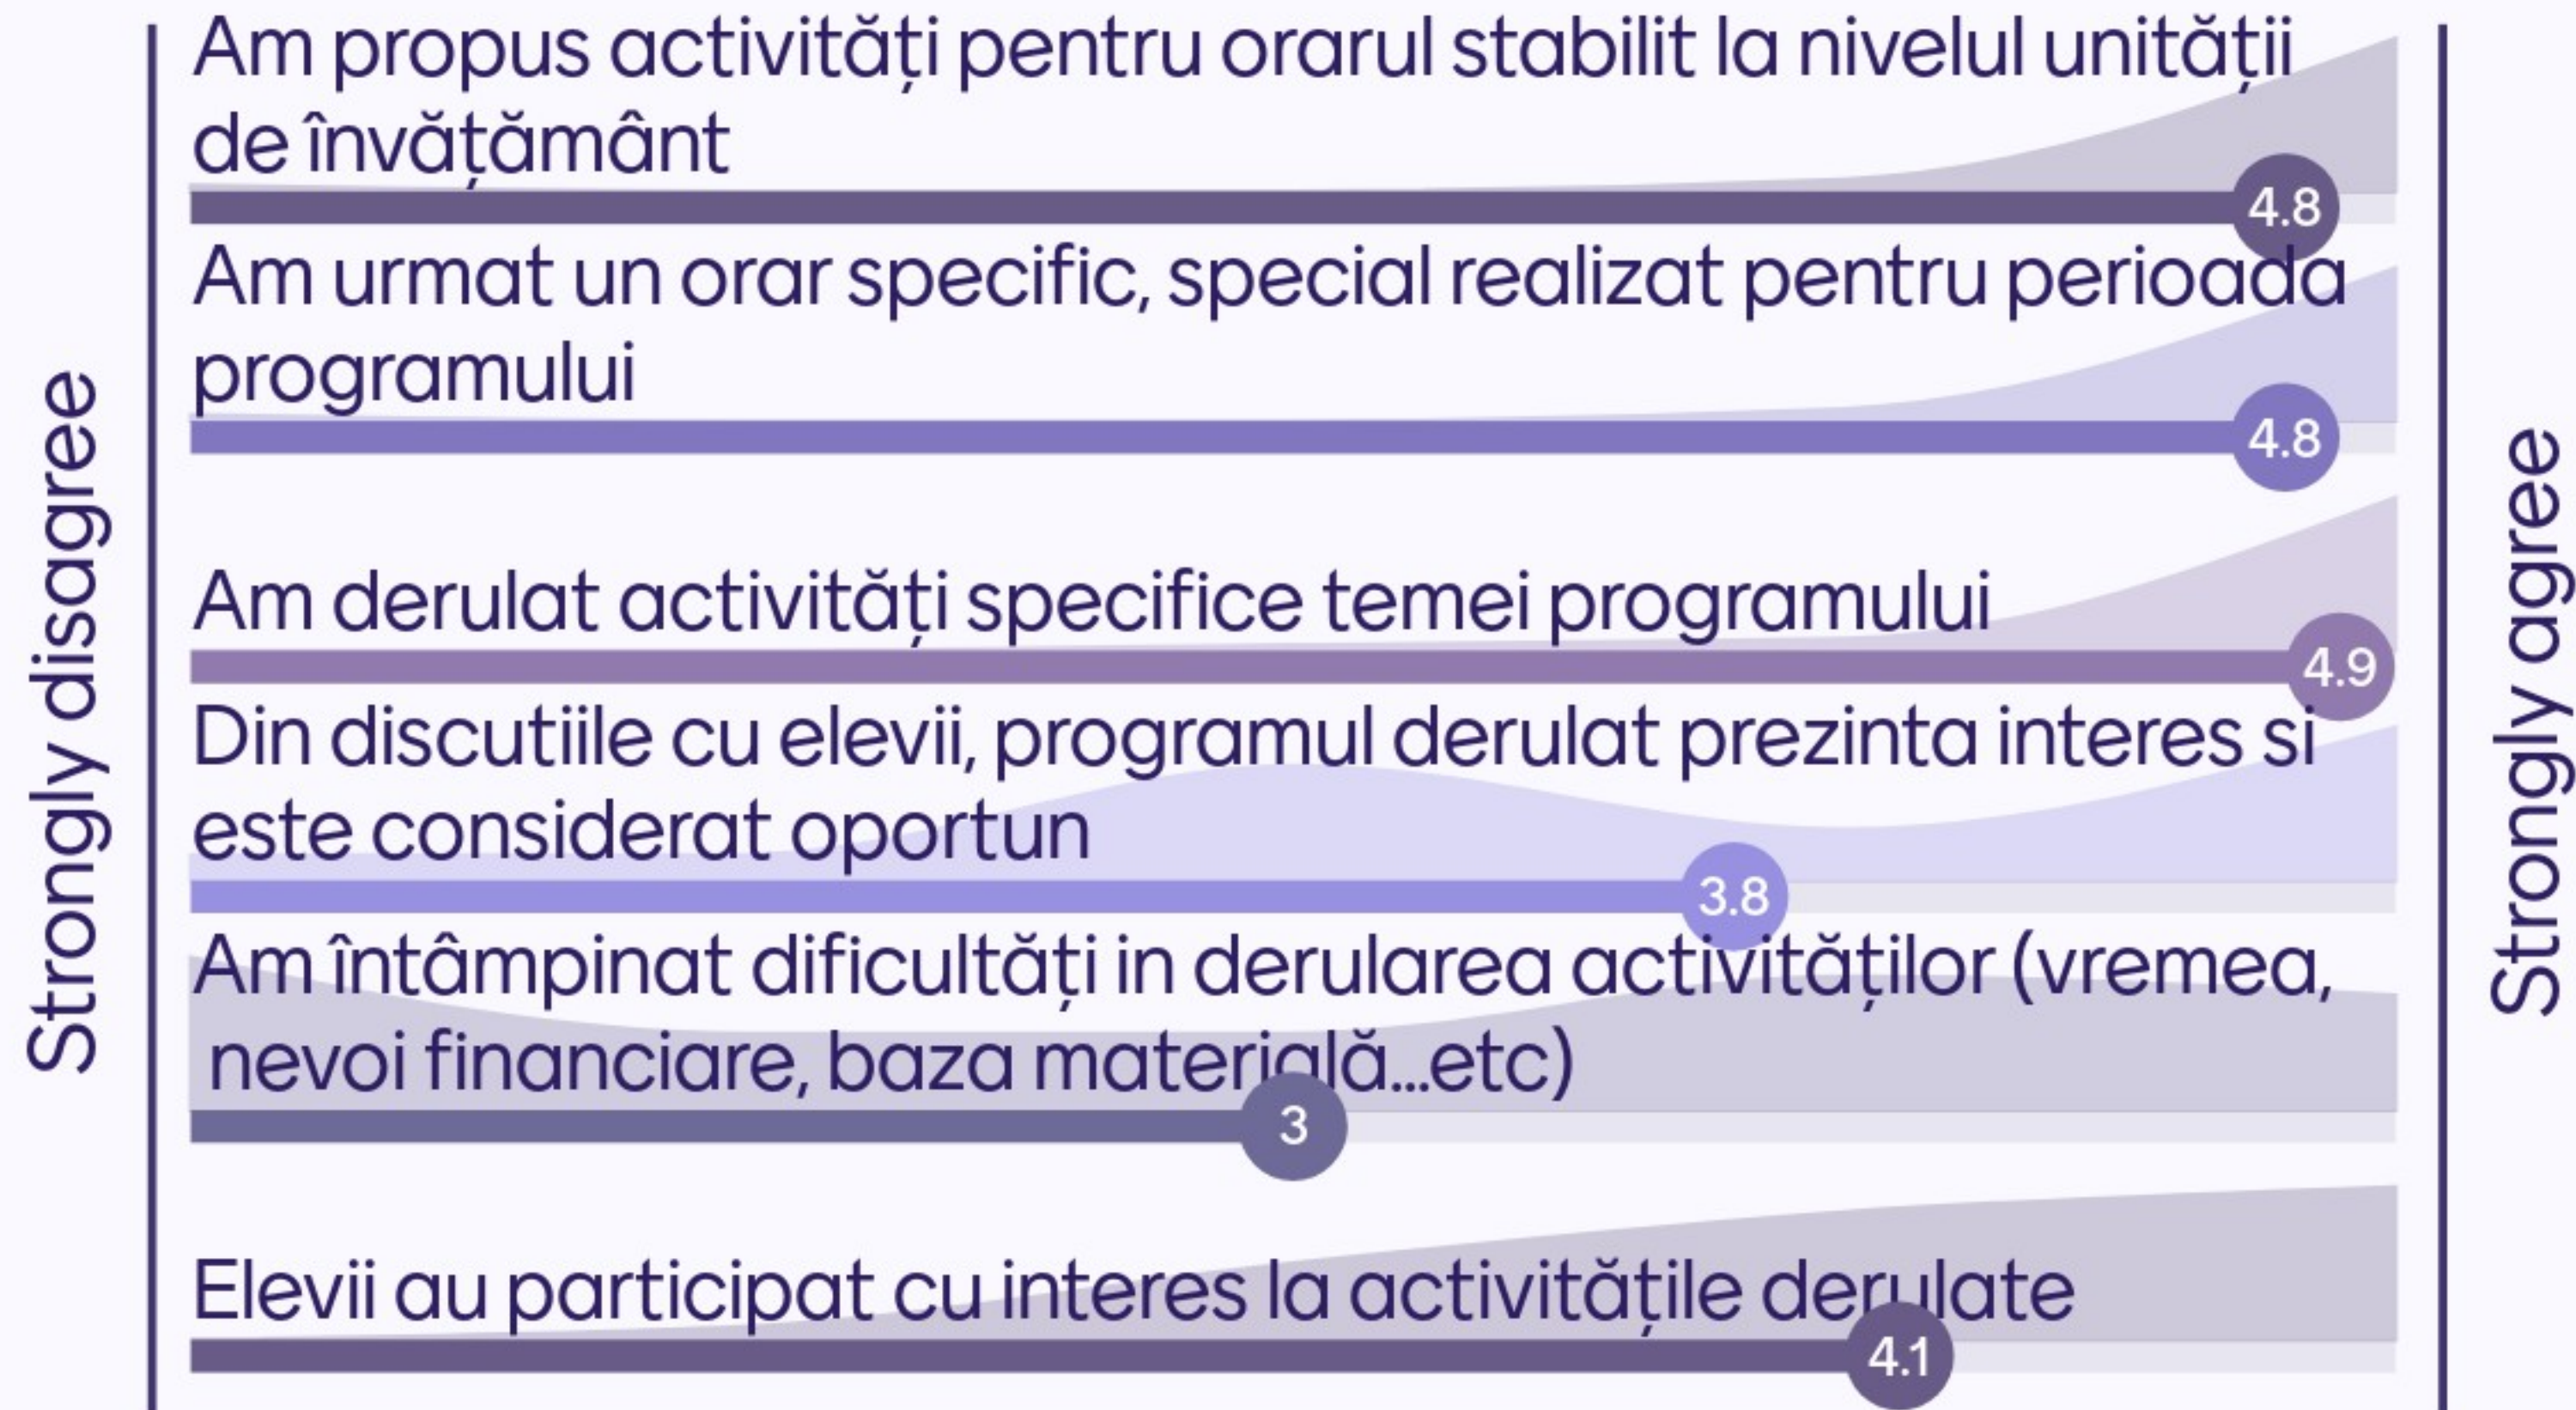 Strongly disagree
Am propus activități pentru orarul stabilit la nivelul unității
de învățământ
4.8
Am urmat un orar specific, special realizat pentru perioada
programului
4.8
Am derulat activități specifice temei programului
4.9
Din discutiile cu elevii, programul derulat prezinta interes si
este considerat oportun
3.8
Am întâmpinat dificultăți in derularea activităților (vremea,
nevoi financiare, baza materială...etc)
3
Elevii au participat cu interes la activitățile derulate
4.1
Strongly agree